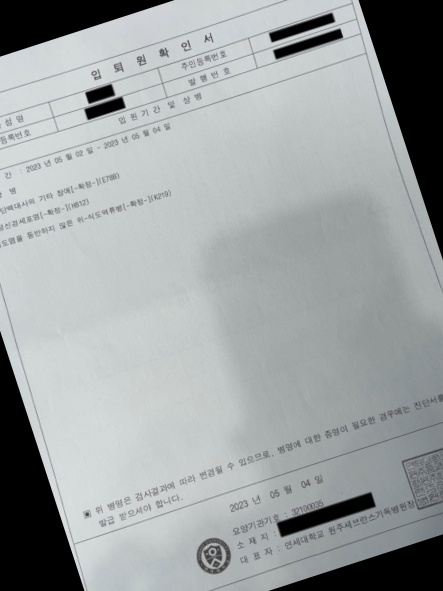 입 퇴 원 확 인 서
성 명
주민등록번호
등록번호
발 행 번 호
입 원 기 간 및 상 병
간 : 2023 년 05 월 02 일 - 2023 년 05 월 04 일
병
단백대사의 기타 장애[-확정-](E788)
전정신경세포염[-확정-](H812)
식도염을 동반하지 않은 위-식도역류병[-확정-](K219)
▣ 위 병명은 검사결과에 따라 변경될 수 있으므로, 병명에 대한 증명이 필요한 경우에는 진단서를
발급 받으셔야 합니다.
2023 년 05 월 04 일
요양기관기호 : 32100035
소 재 지 :
대 표 자 : 연세대학교 원주세브란스기독병원장